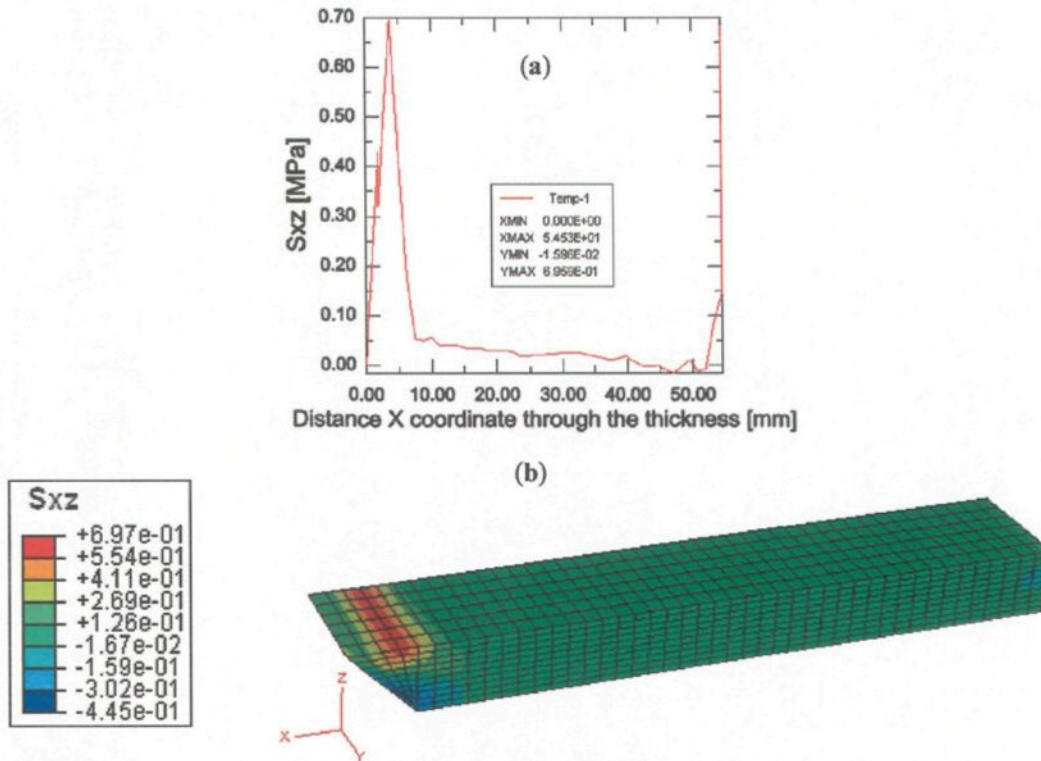 0.70
(a)
0.60
0.50
0.40
0.30
0.20
0.10
0.00
Sxz [MPa]
Temp-1
XMIN 0.000E+00
XMAX 5.453E+01
YMIN -1.596E-02
YMAX 6.959E-01
0.00 10.00 20.00 30.00 40.00 50.00
Distance X coordinate through the thickness [mm]
(b)
Sxz
+6.97e-01
+5.54e-01
+4.11e-01
+2.69e-01
+1.26e-01
-1.67e-02
-1.59e-01
-3.02e-01
-4.45e-01
z
x
Y